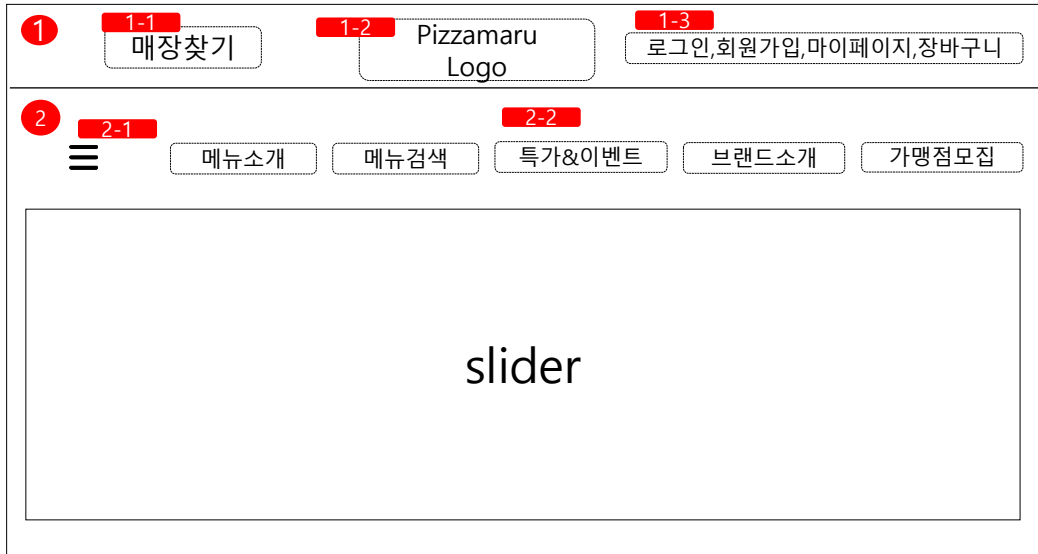 1
1-1
매장찾기
1-2
Pizzamaru
Logo
1-3
로그인,회원가입,마이페이지,장바구니
2
2-1
2-2
메뉴소개
메뉴검색
특가&이벤트
브랜드소개
가맹점모집
slider